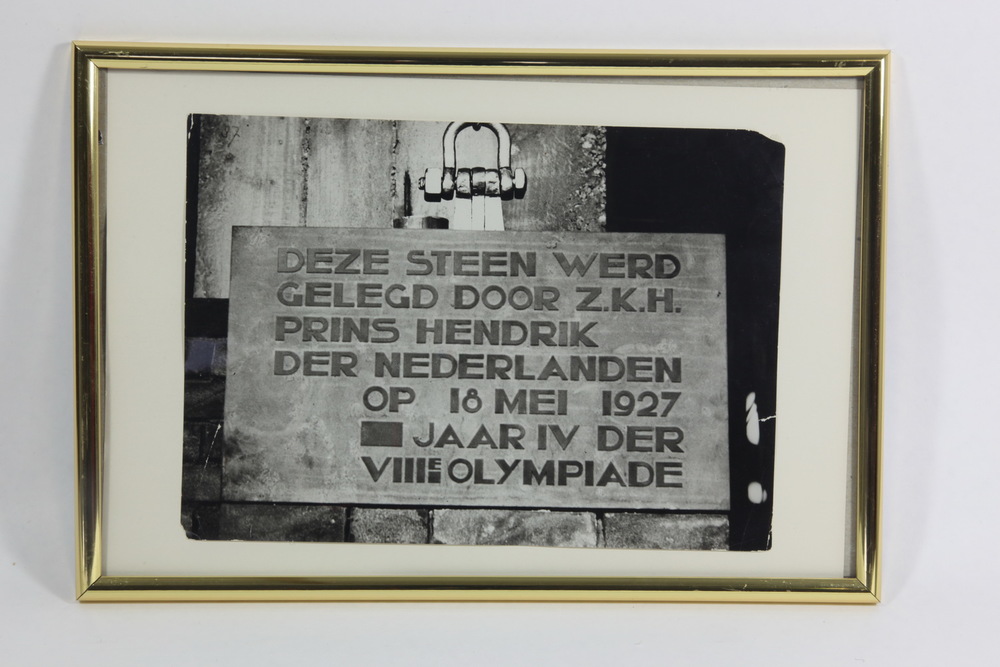 DEZE STEEN WERD
GELEGD DOOR Z.K.H.
PRINS HENDRIK
DER NEDERLANDEN
OP 18 MEI 1927
JAAR IV DER
VIIIE OLYMPIADE